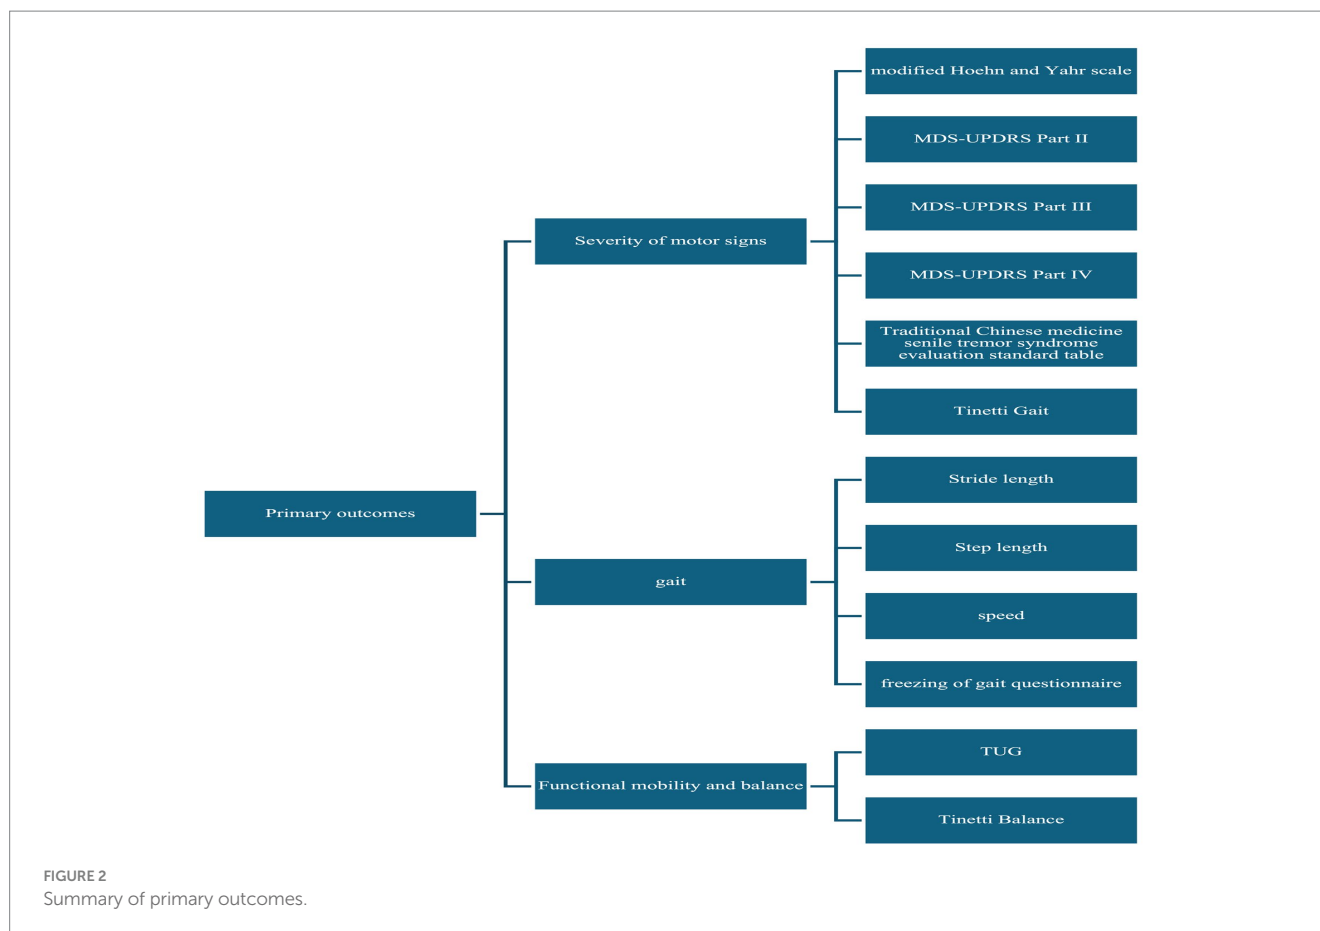 modified Hoehn and Yahr scale
MDS-UPDRS Part II
MDS-UPDRS Part III
Severity of motor signs
MDS-UPDRS Part IV
Traditional Chinese medicine
senile tremor syndrome
evaluation standard table
Tinetti Gait
Stride length
Primary outcomes
Step length
gait
speed
freezing of gait questionnaire
TUG
Functional mobility and balance
Tinetti Balance
FIGURE 2
Summary of primary outcomes.